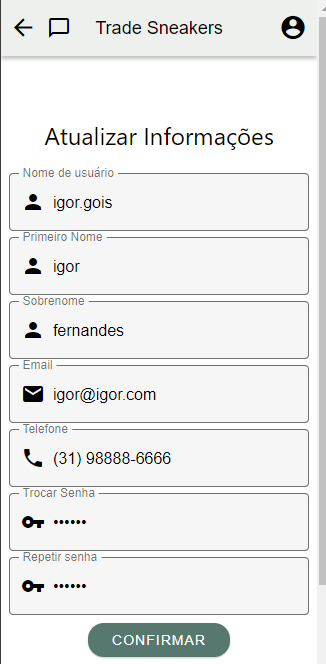 Trade Sneakers
Atualizar Informações
Nome de usuário
igor.gois
Primeiro Nome
igor
Sobrenome
fernandes
Email
igor@igor.com
Telefone
(31) 98888-6666
Trocar Senha
••••••
Repetir senha
••••••
CONFIRMAR